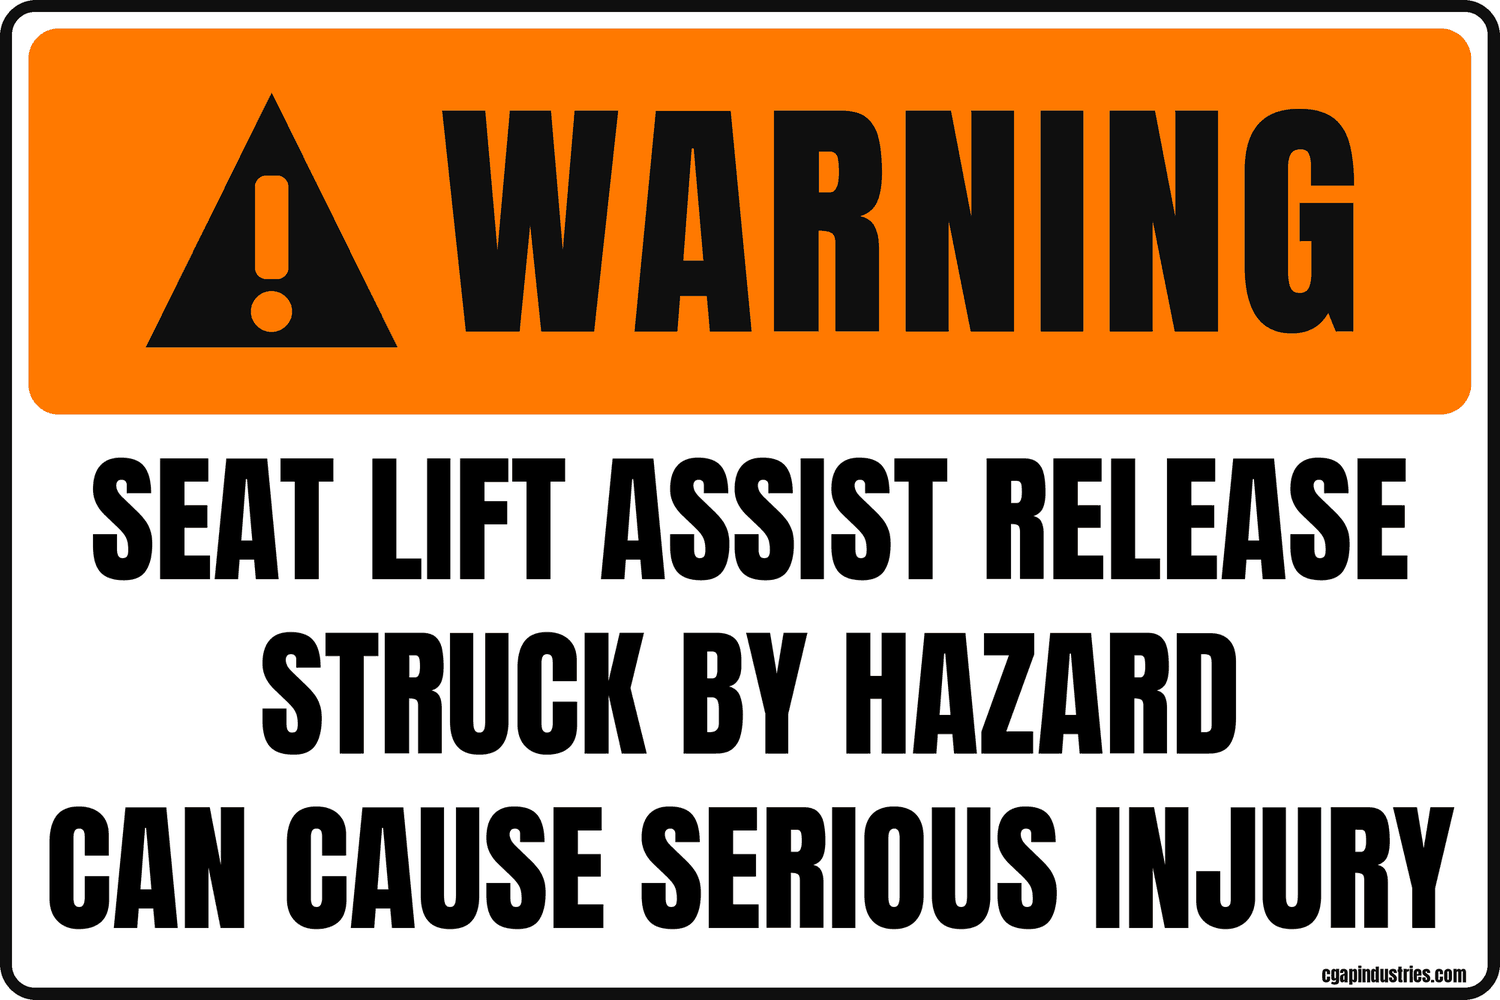 WARNING
SEAT LIFT ASSIST RELEASE
STRUCK BY HAZARD
CAN CAUSE SERIOUS INJURY
cgapindustries.com